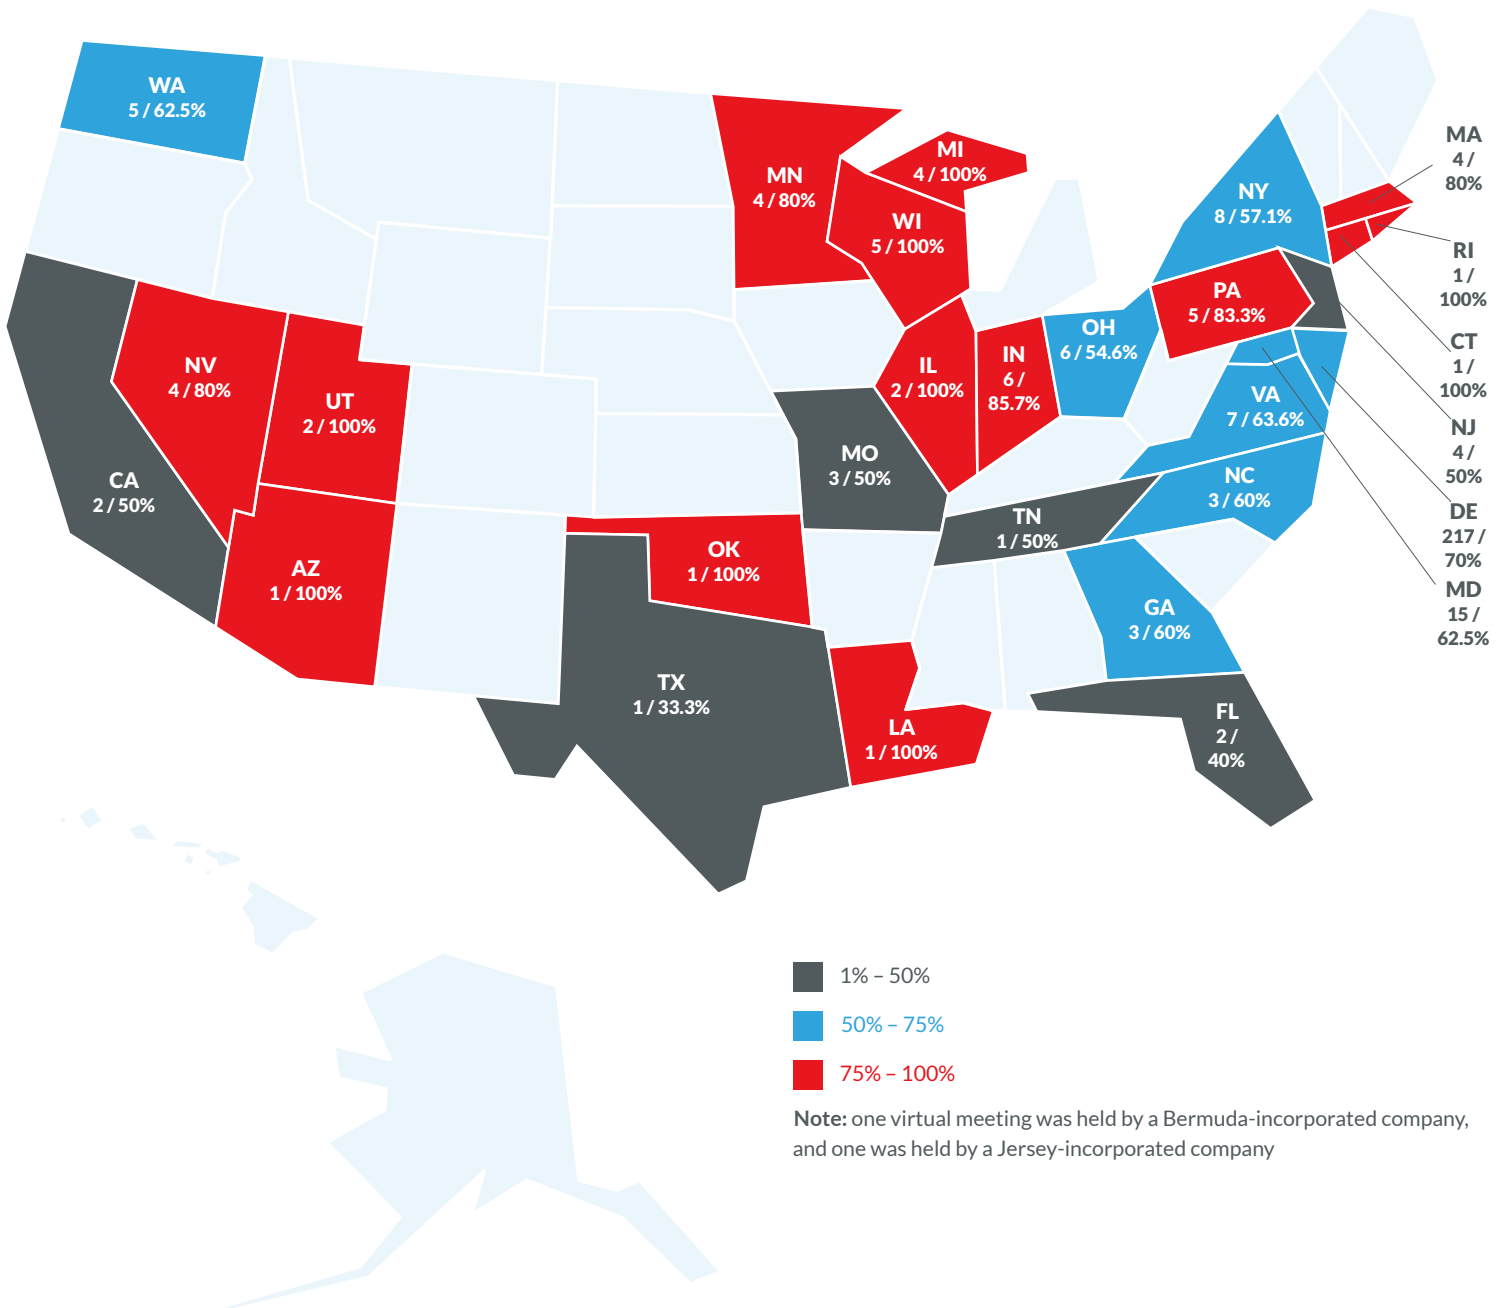 WA
5 / 62.5%
MN
4 / 80%
MI
4 / 100%
WI
5 / 100%
NY
8 / 57.1%
MA
4 /
80%
RI
1 /
100%
CT
1 /
100%
NJ
4 /
50%
DE
217 /
70%
MD
15 /
62.5%
PA
5 / 83.3%
OH
6 / 54.6%
IN
6 /
85.7%
IL
2 / 100%
NV
4 / 80%
UT
2 / 100%
CA
2 / 50%
AZ
1 / 100%
MO
3 / 50%
VA
7 / 63.6%
NC
3 / 60%
TN
1 / 50%
OK
1 / 100%
GA
3 / 60%
TX
1 / 33.3%
LA
1 / 100%
FL
2 /
40%
1% – 50%
50% – 75%
75% – 100%
Note: one virtual meeting was held by a Bermuda-incorporated company,
and one was held by a Jersey-incorporated company